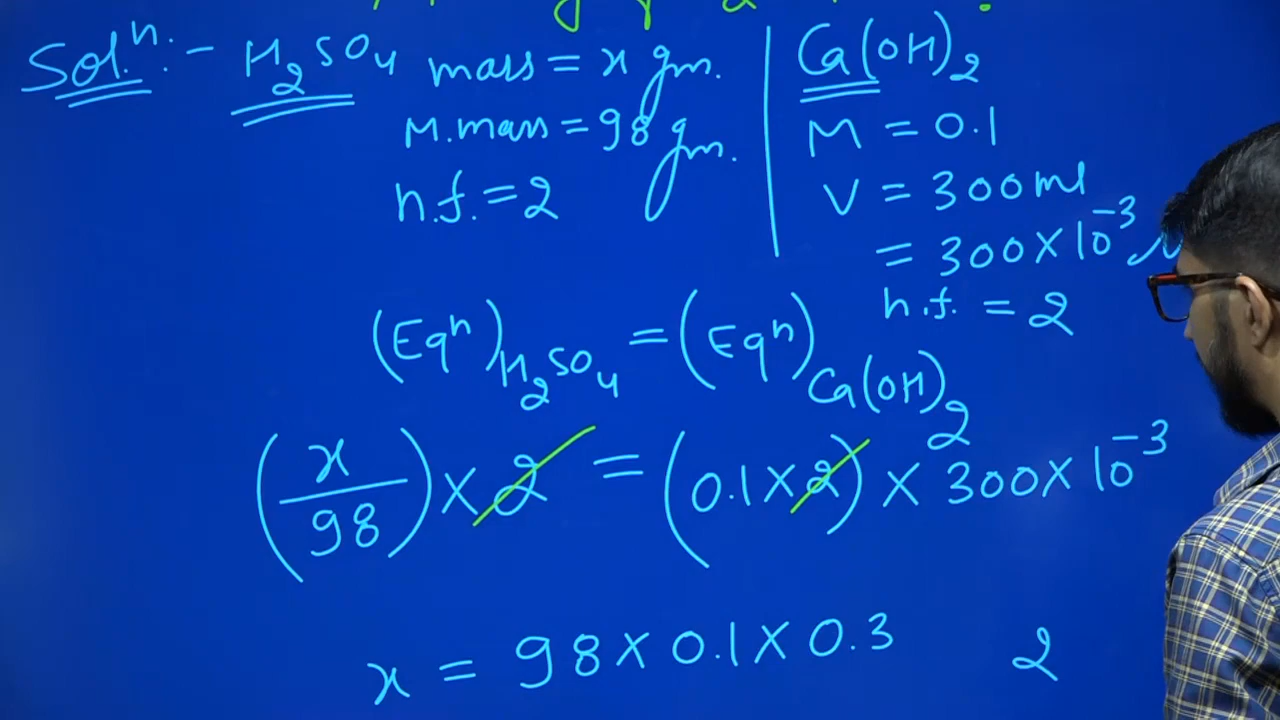 Solⁿ: - H₂SO₄ mass = x gm.
M.mass = 98 gm.
n.f. = 2
Ca(OH)₂
M = 0.1
V = 300 ml
= 300 × 10⁻³
n.f. = 2
(Eqⁿ)H₂SO₄ = (Eqⁿ)Ca(OH)₂
(x/98) × 2 = (0.1 × 2) × 300 × 10⁻³
x = 98 × 0.1 × 0.3 2